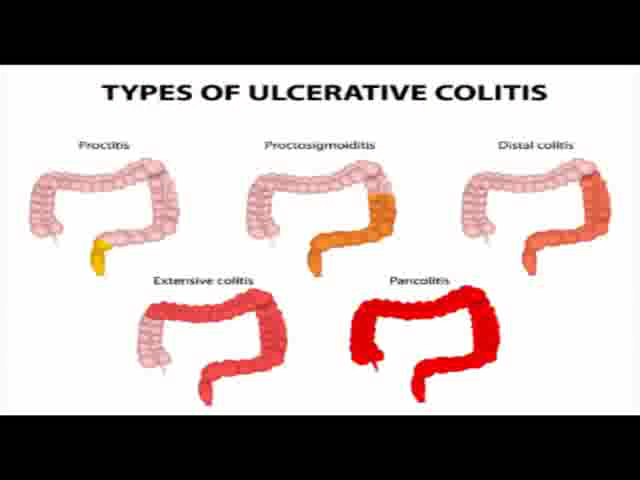 TYPES OF ULCERATIVE COLITIS
Proctitis
Proctosigmoiditis
Distal colitis
Extensive colitis
Pancolitis